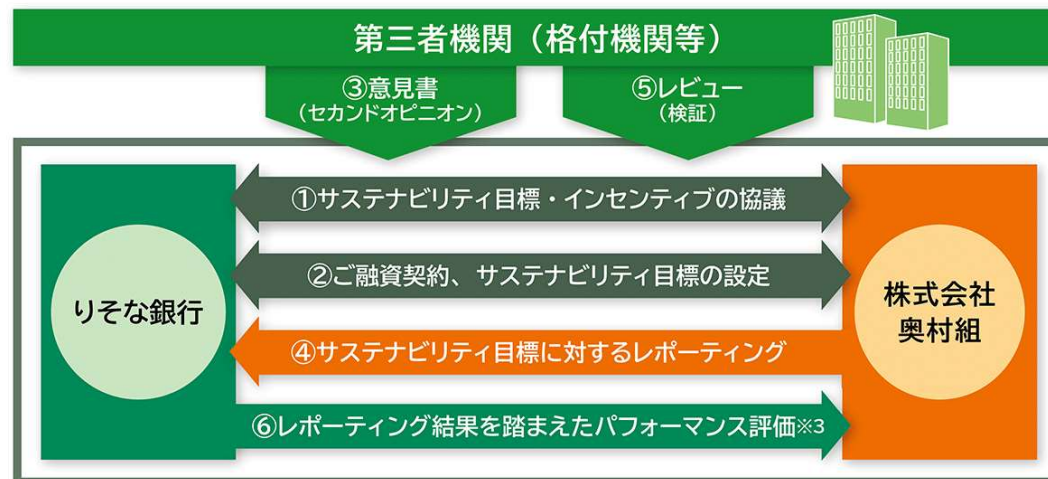 第三者機関（格付機関等）
③意見書
（セカンドオピニオン）
⑤レビュー
（検証）
①サステナビリティ目標・インセンティブの協議
②ご融資契約、サステナビリティ目標の設定
りそな銀行
株式会社
奥村組
④サステナビリティ目標に対するレポーティング
⑥レポーティング結果を踏まえたパフォーマンス評価※3